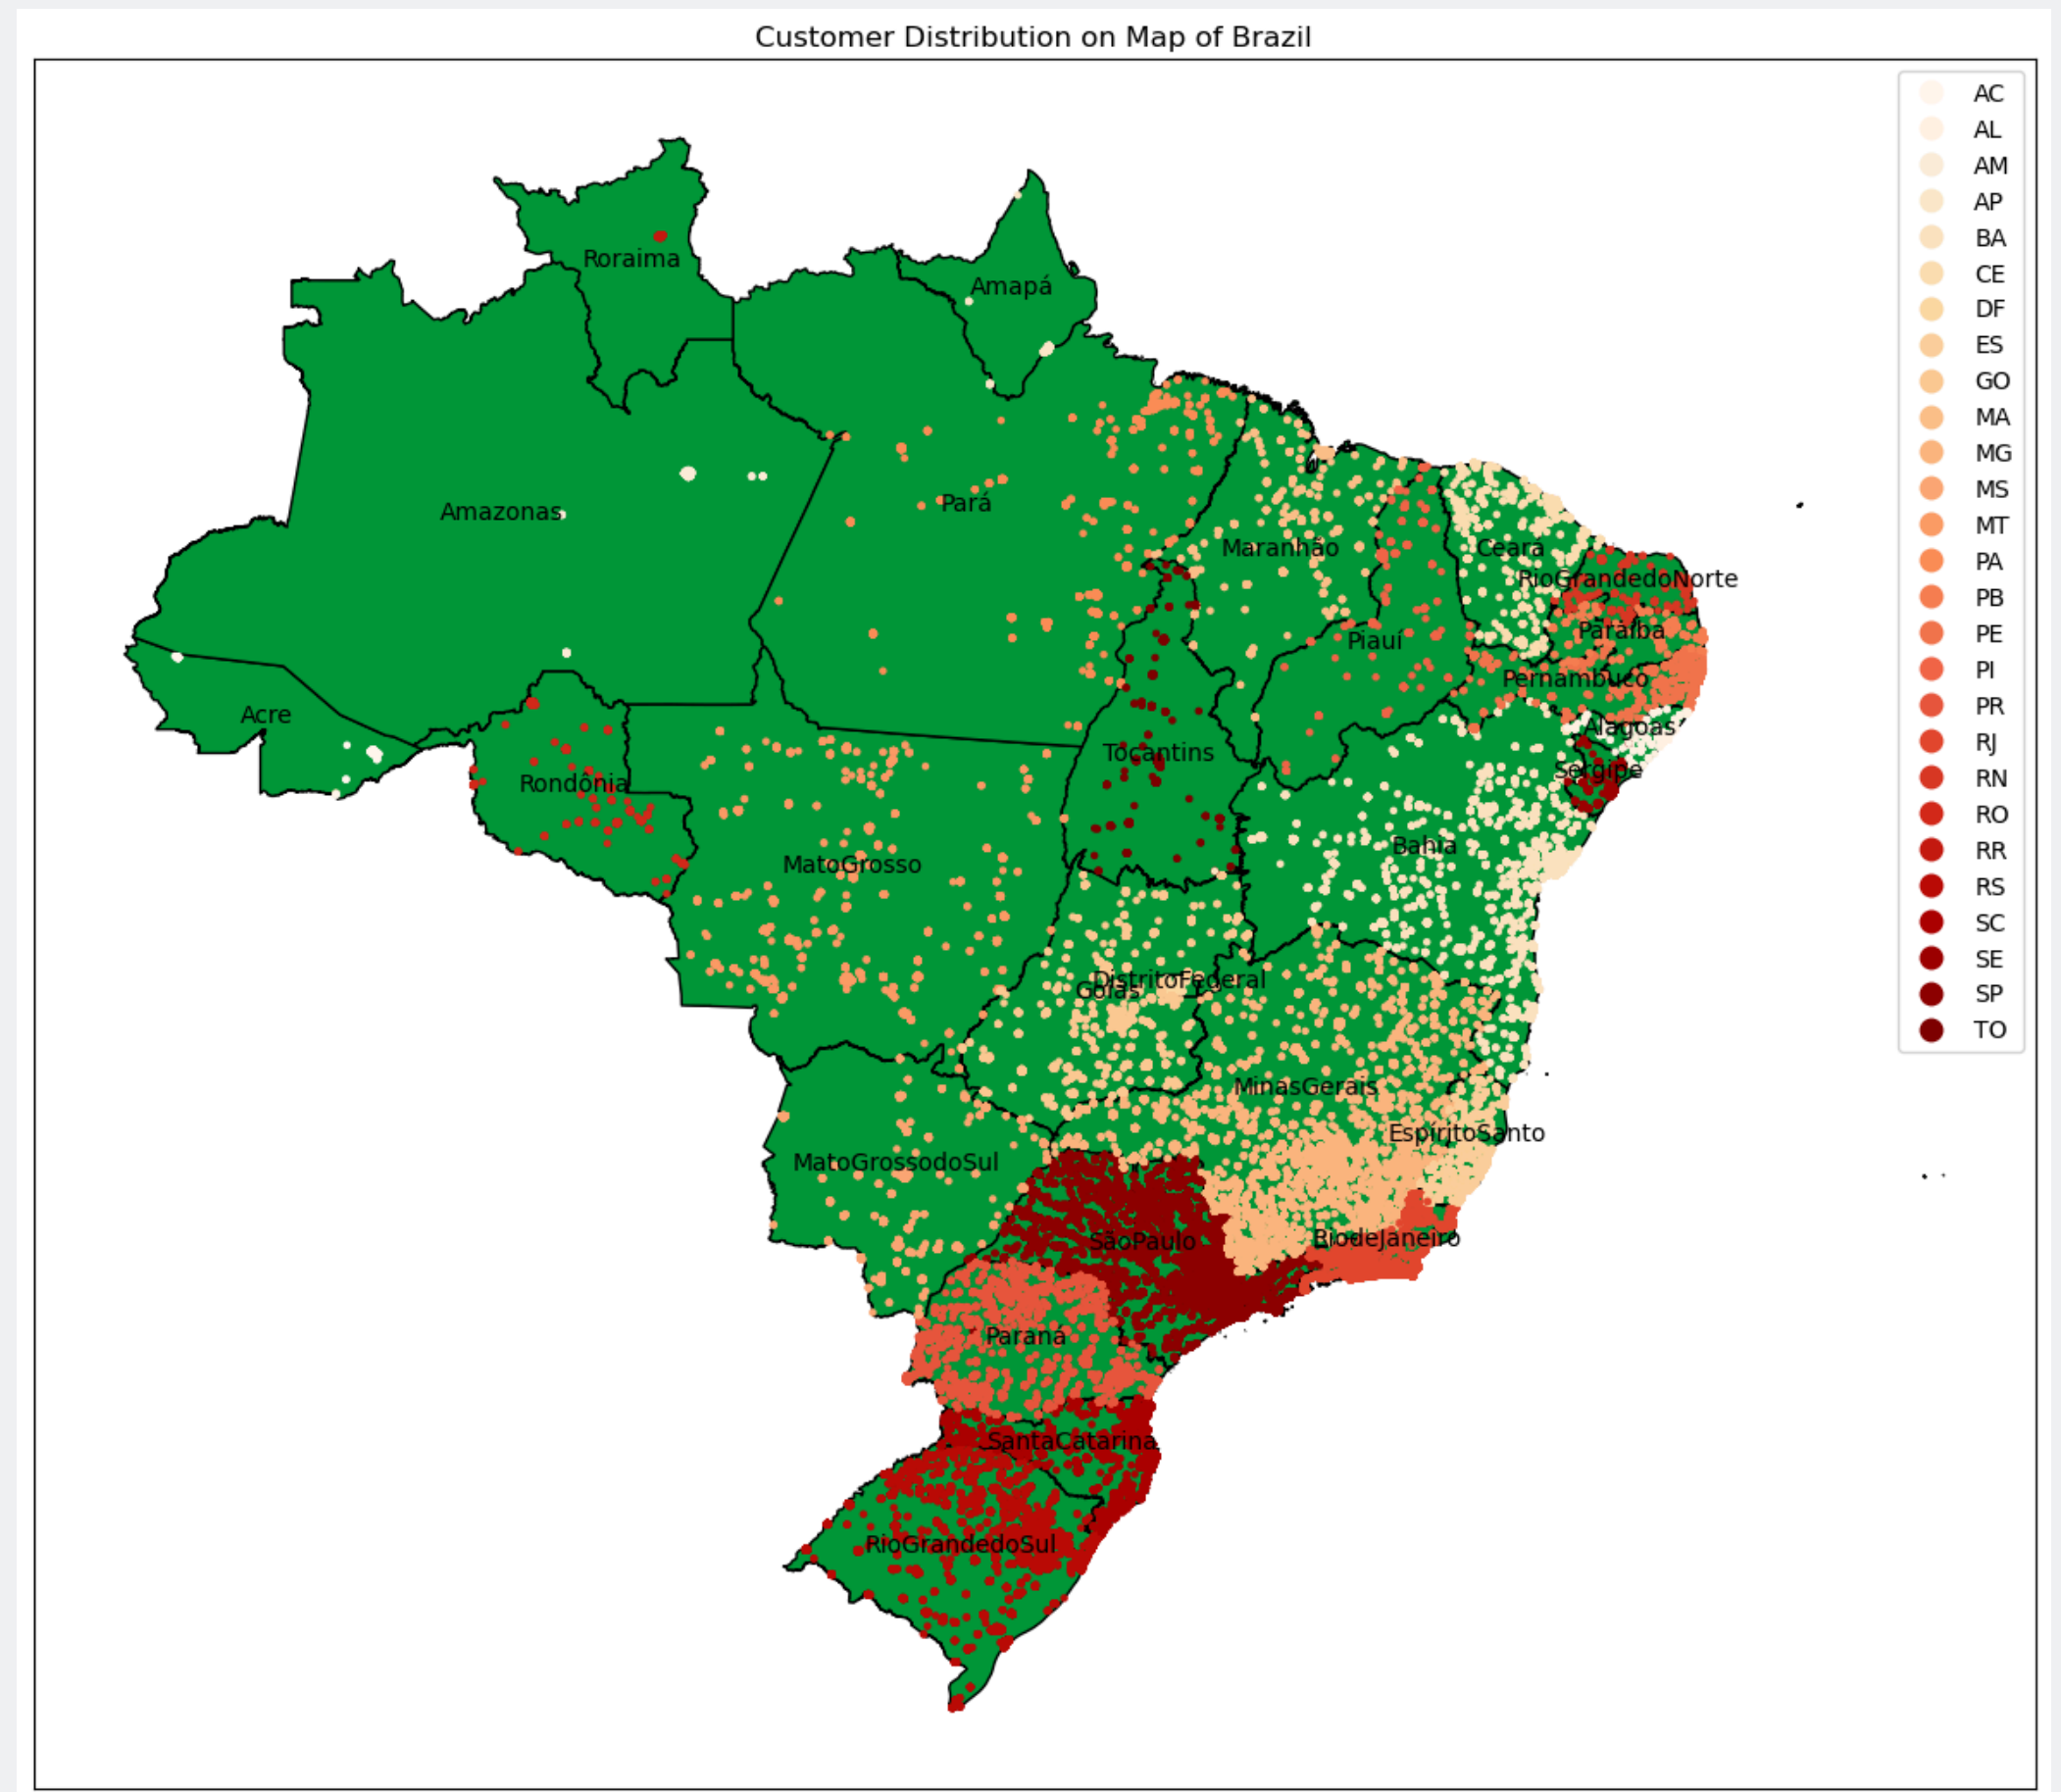 Customer Distribution on Map of Brazil
AC
AL
AM
AP
BA
CE
DF
ES
GO
MA
MG
MS
MT
PA
PB
PE
PI
PR
RJ
RN
RO
RR
RS
SC
SE
SP
TO
Roraima
Amapá
Amazonas
Pará
Maranhão
Ceará
RioGrandedoNorte
Paraíba
Piauí
Pernambuco
Acre
Alagoas
Tocantins
Sergipe
Rondônia
Bahia
MatoGrosso
DistritoFederal
Goiás
MinasGerais
EspíritoSanto
MatoGrossodoSul
RiodeJaneiro
SãoPaulo
Paraná
SantaCatarina
RioGrandedoSul